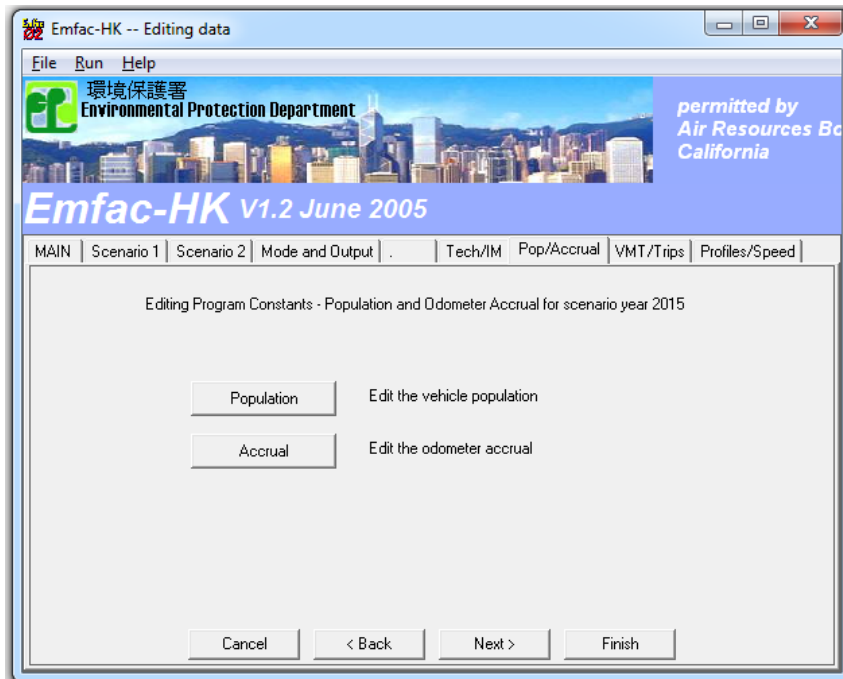 Emfac-HK -- Editing data
File Run Help
環境保護署
Environmental Protection Department
permitted by
Air Resources Bo
California
Emfac-HK V1.2 June 2005
MAIN Scenario 1 Scenario 2 Mode and Output . Tech/IM Pop/Accrual VMT/Trips Profiles/Speed
Editing Program Constants - Population and Odometer Accrual for scenario year 2015
Population Edit the vehicle population
Accrual Edit the odometer accrual
Cancel < Back Next > Finish